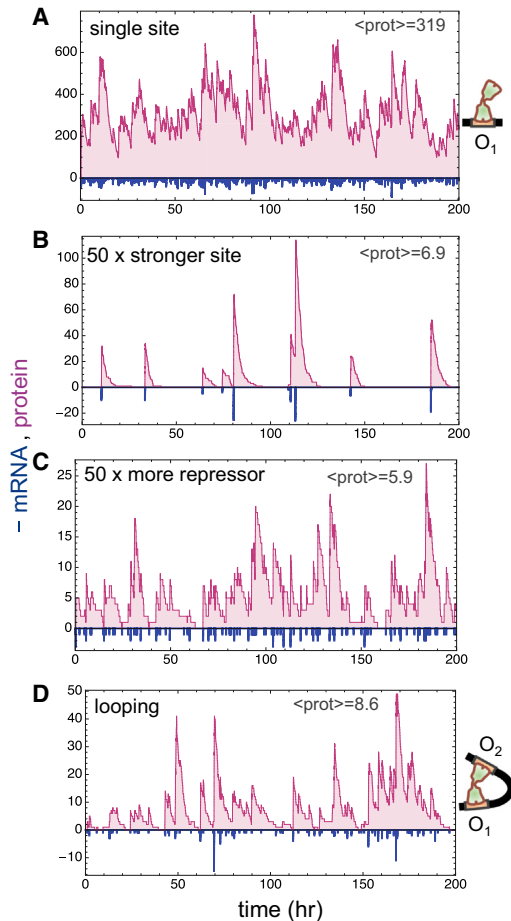 A
single site
<prot>=319
600
400
200
0
0
50
100
150
200
O1
B
50 x stronger site
<prot>=6.9
100
80
60
40
20
0
−20
0
50
100
150
200
− mRNA , protein
C
50 x more repressor
<prot>=5.9
25
20
15
10
5
0
0
50
100
150
200
D
looping
<prot>=8.6
50
40
30
20
10
0
−10
0
50
100
150
200
O2
O1
time (hr)